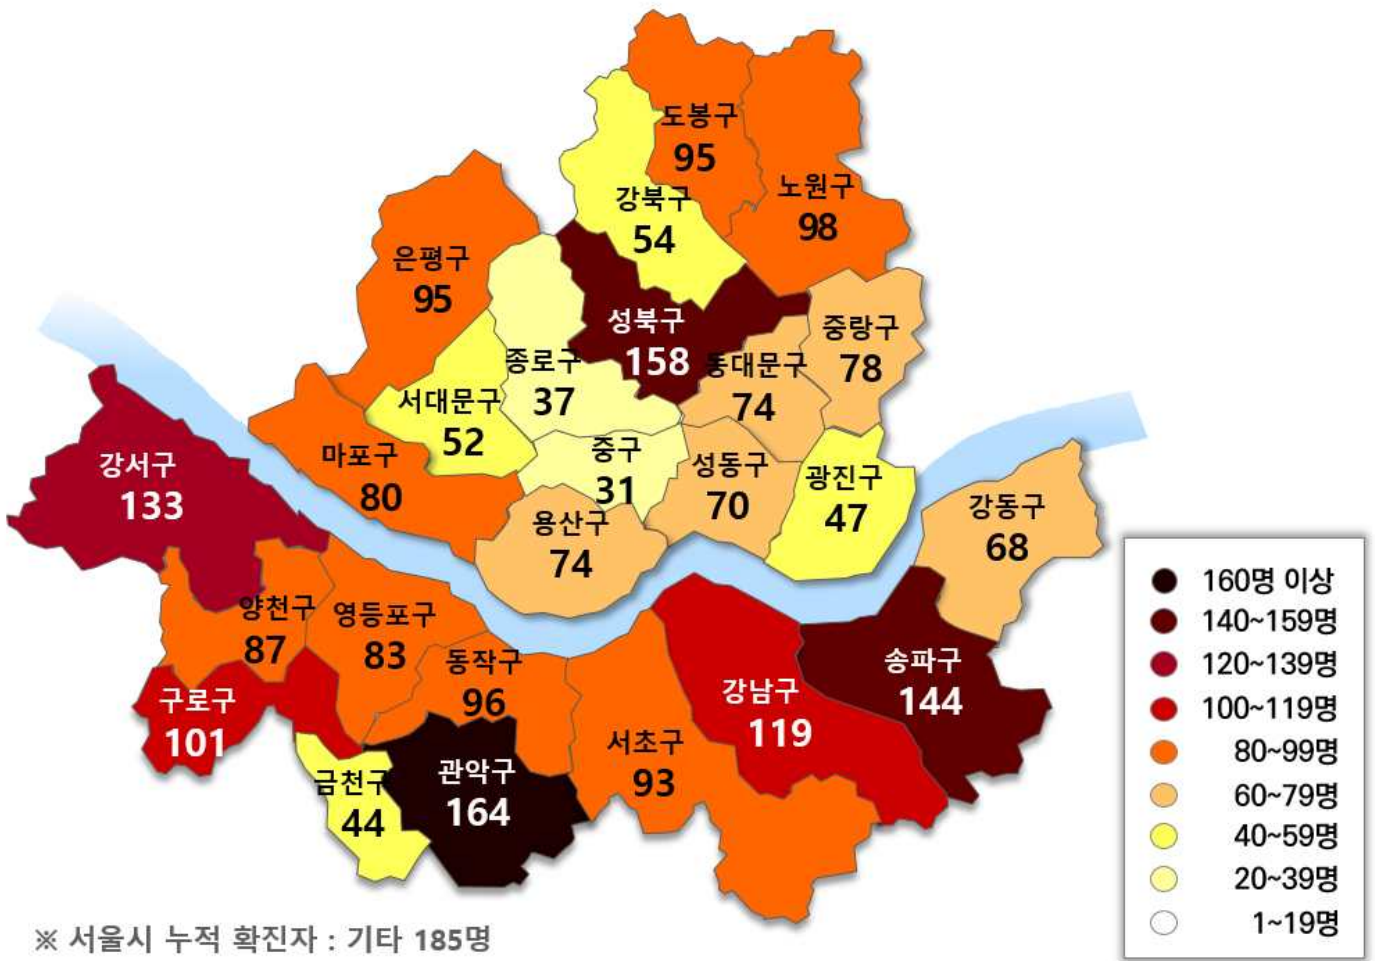 도봉구
95
노원구
98
강북구
54
은평구
95
성북구
158
중랑구
78
종로구
37
동대문구
74
서대문구
52
마포구
80
중구
31
성동구
70
광진구
47
강서구
133
용산구
74
강동구
68
양천구
87
영등포구
83
동작구
96
구로구
101
금천구
44
관악구
164
서초구
93
강남구
119
송파구
144
160명 이상
140~159명
120~139명
100~119명
80~99명
60~79명
40~59명
20~39명
1~19명
※ 서울시 누적 확진자 : 기타 185명